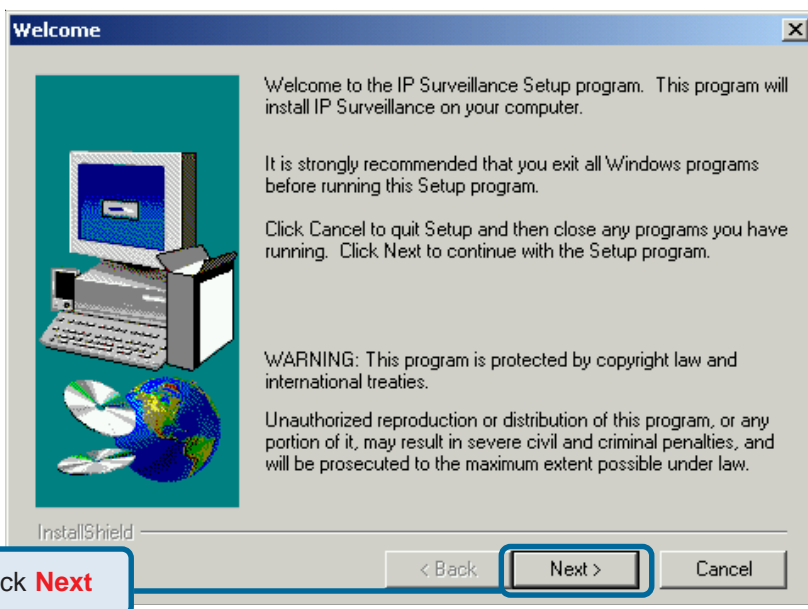 Welcome
Welcome to the IP Surveillance Setup program. This program will
install IP Surveillance on your computer.
It is strongly recommended that you exit all Windows programs
before running this Setup program.
Click Cancel to quit Setup and then close any programs you have
running. Click Next to continue with the Setup program.
WARNING: This program is protected by copyright law and
international treaties.
Unauthorized reproduction or distribution of this program, or any
portion of it, may result in severe civil and criminal penalties, and
will be prosecuted to the maximum extent possible under law.
InstallShield
< Back
Next >
Cancel
ck Next